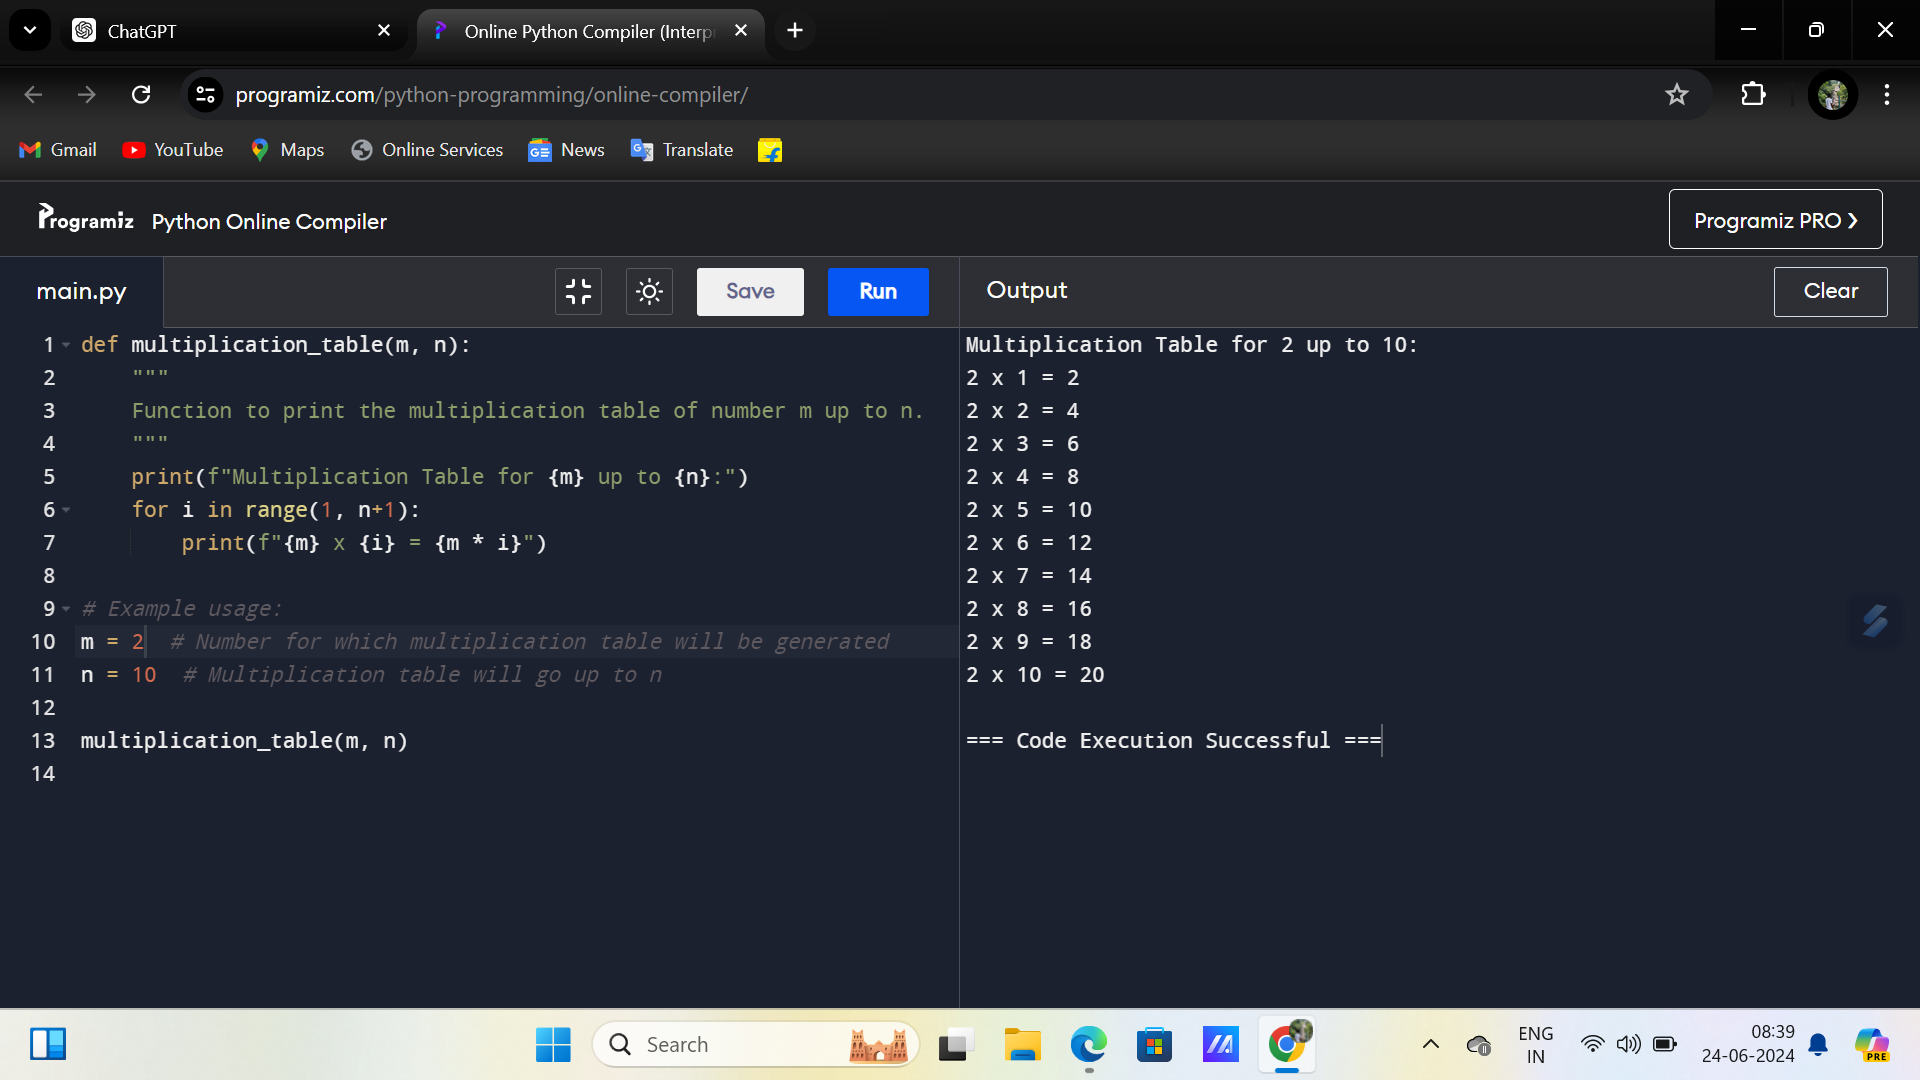 ChatGPT
Online Python Compiler (Interp
programiz.com/python-programming/online-compiler/
Gmail
YouTube
Maps
Online Services
News
Translate
Programiz Python Online Compiler
Programiz PRO ❯
main.py
Save
Run
Output
Clear
1 def multiplication_table(m, n):
2     """
3     Function to print the multiplication table of number m up to n.
4     """
5     print(f"Multiplication Table for {m} up to {n}:")
6     for i in range(1, n+1):
7         print(f"{m} x {i} = {m * i}")
8
9 # Example usage:
10 m = 2  # Number for which multiplication table will be generated
11 n = 10  # Multiplication table will go up to n
12
13 multiplication_table(m, n)
14
Multiplication Table for 2 up to 10:
2 x 1 = 2
2 x 2 = 4
2 x 3 = 6
2 x 4 = 8
2 x 5 = 10
2 x 6 = 12
2 x 7 = 14
2 x 8 = 16
2 x 9 = 18
2 x 10 = 20
=== Code Execution Successful ===
Search
ENG
IN
08:39
24-06-2024
PRE